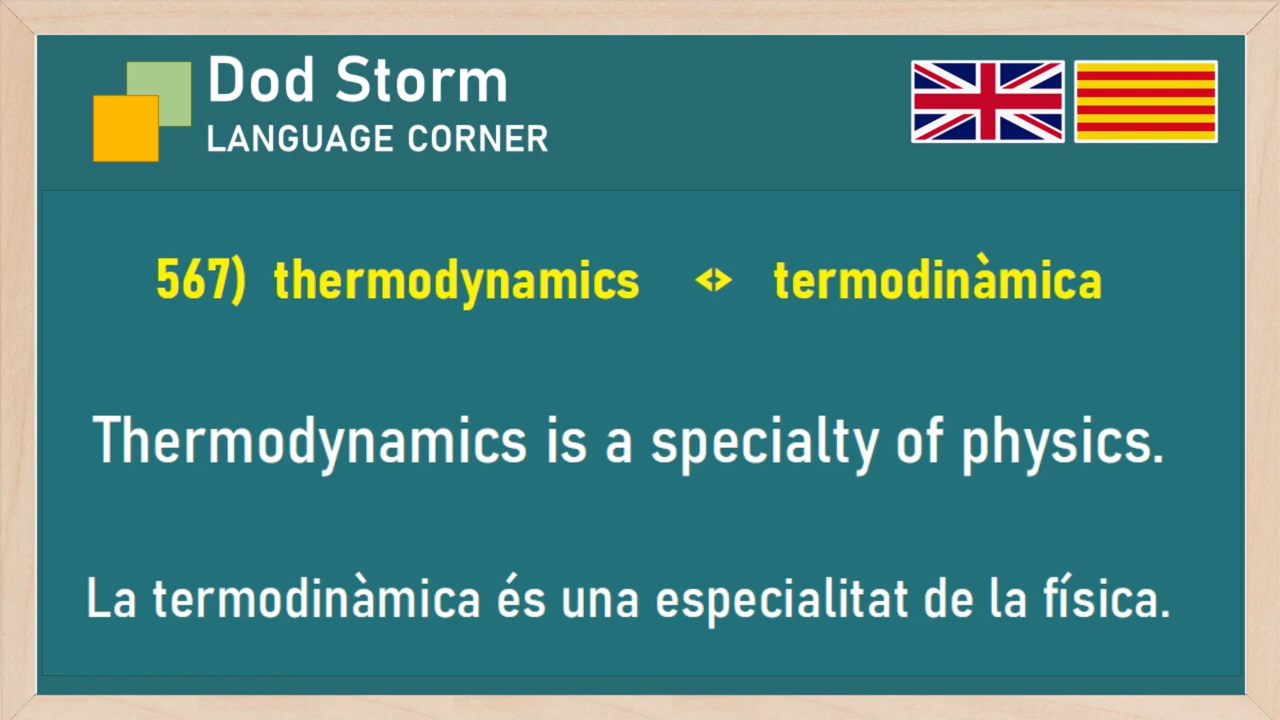 Dod Storm
LANGUAGE CORNER
567) thermodynamics <> termodinàmica
Thermodynamics is a specialty of physics.
La termodinàmica és una especialitat de la física.